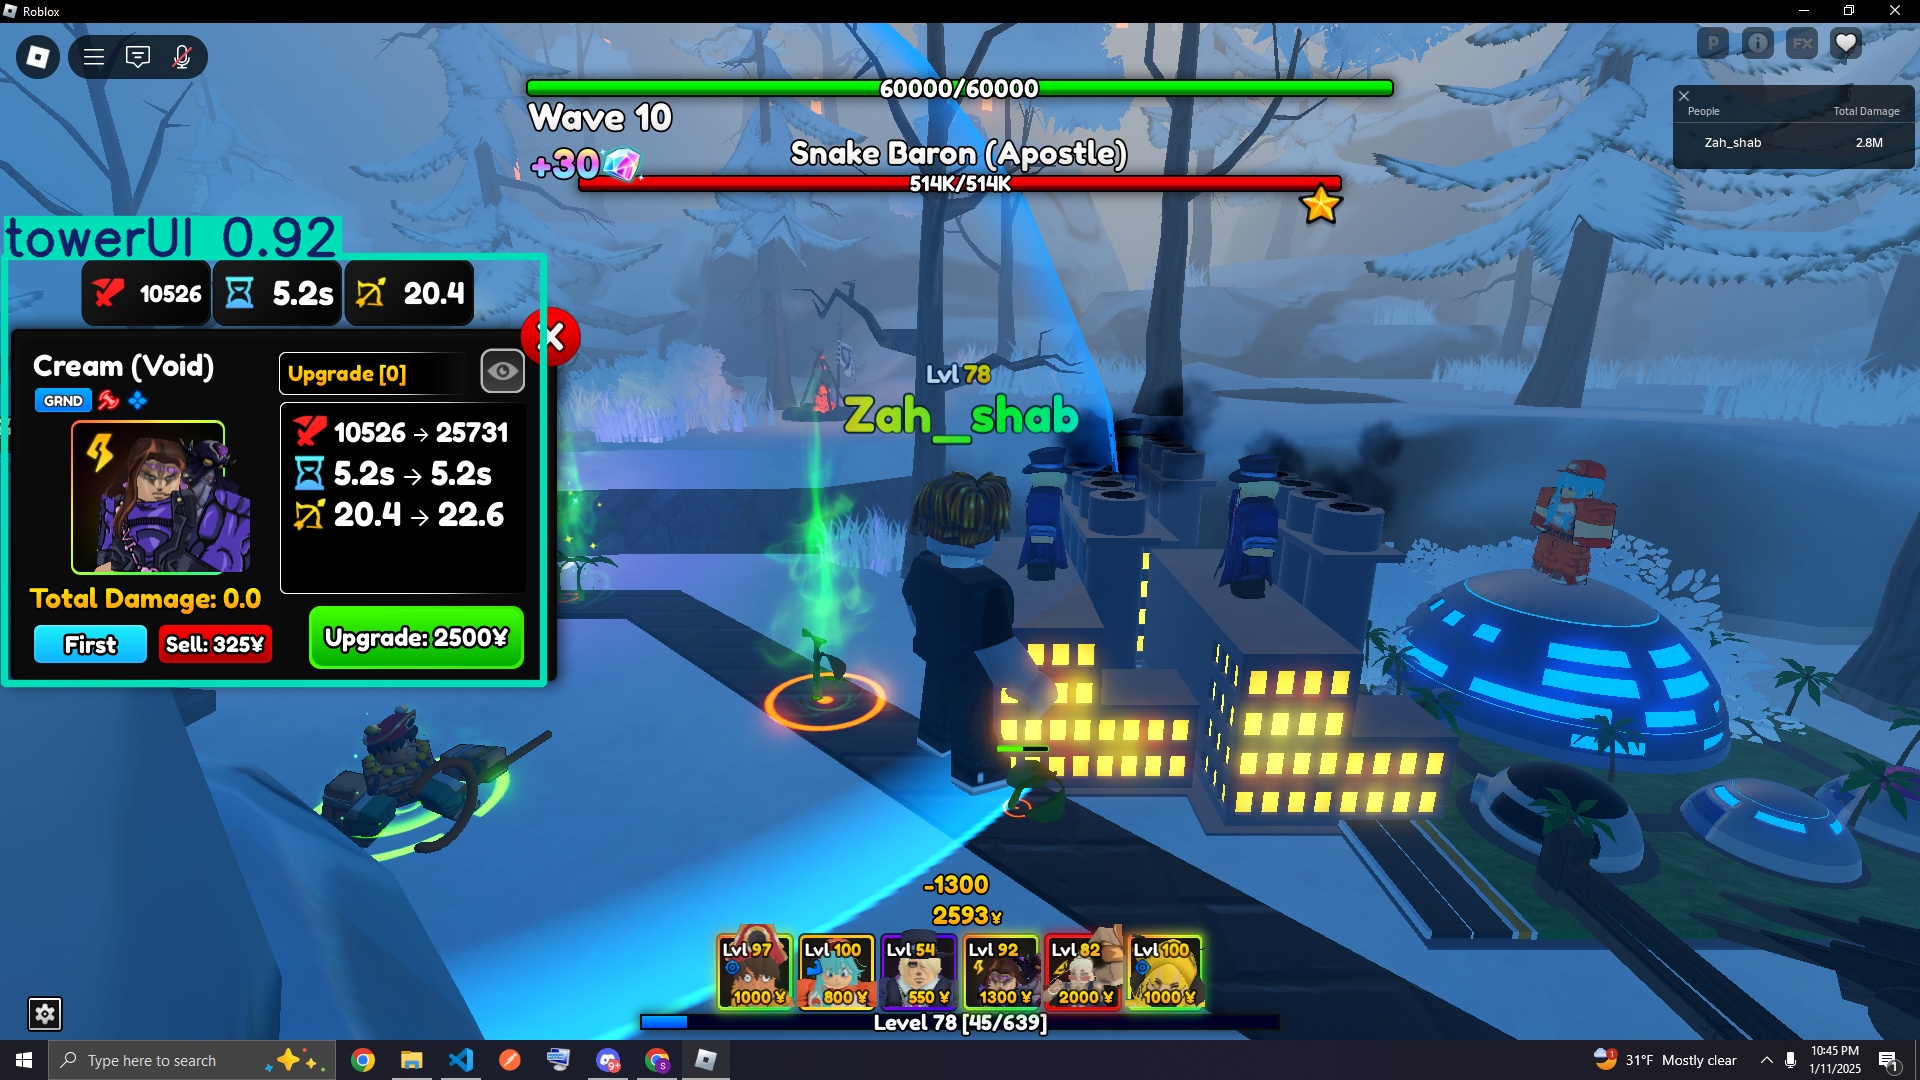 Roblox
P
i
FX
60000/60000
Wave 10
+30
Snake Baron (Apostle)
514K/514K
People Total Damage
Zah_shab 2.8M
towerUI 0.92
10526 5.2s 20.4
Cream (Void)
Upgrade [0]
GRND
10526 → 25731
5.2s → 5.2s
20.4 → 22.6
Total Damage: 0.0
First
Sell: 325¥
Upgrade: 2500¥
Lvl 78
Zah_shab
-1300
2593¥
Lvl 97 Lvl 100 Lvl 54 Lvl 92 Lvl 82 Lvl 100
1000 ¥ 800 ¥ 550 ¥ 1300 ¥ 2000 ¥ 1000 ¥
Level 78 [45/639]
Type here to search
9+
S
1
31°F Mostly clear
10:45 PM
1/11/2025
1